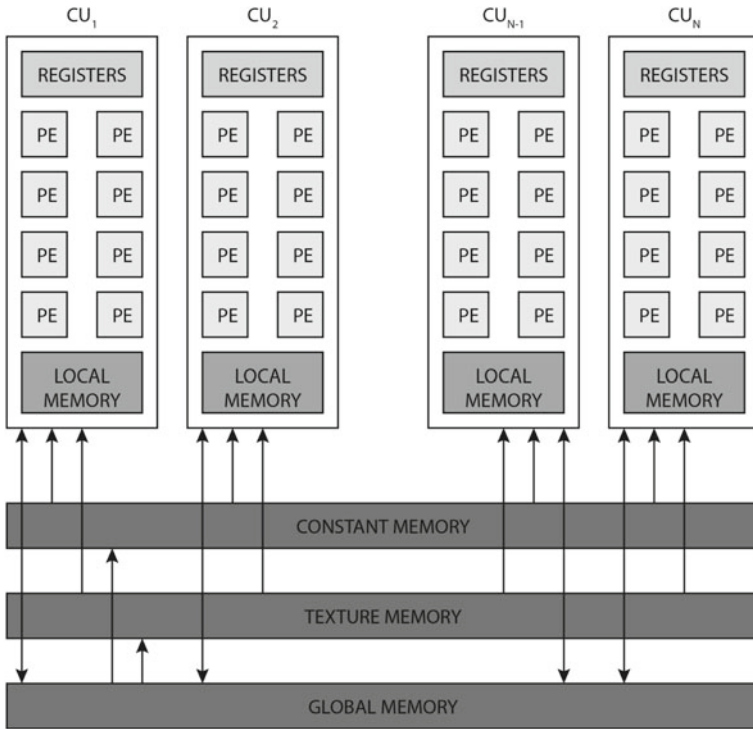 CU1 CU2 CUN-1 CUN
REGISTERS REGISTERS REGISTERS REGISTERS
PE PE PE PE PE PE PE PE
PE PE PE PE PE PE PE PE
PE PE PE PE PE PE PE PE
PE PE PE PE PE PE PE PE
LOCAL LOCAL LOCAL LOCAL
MEMORY MEMORY MEMORY MEMORY
CONSTANT MEMORY
TEXTURE MEMORY
GLOBAL MEMORY